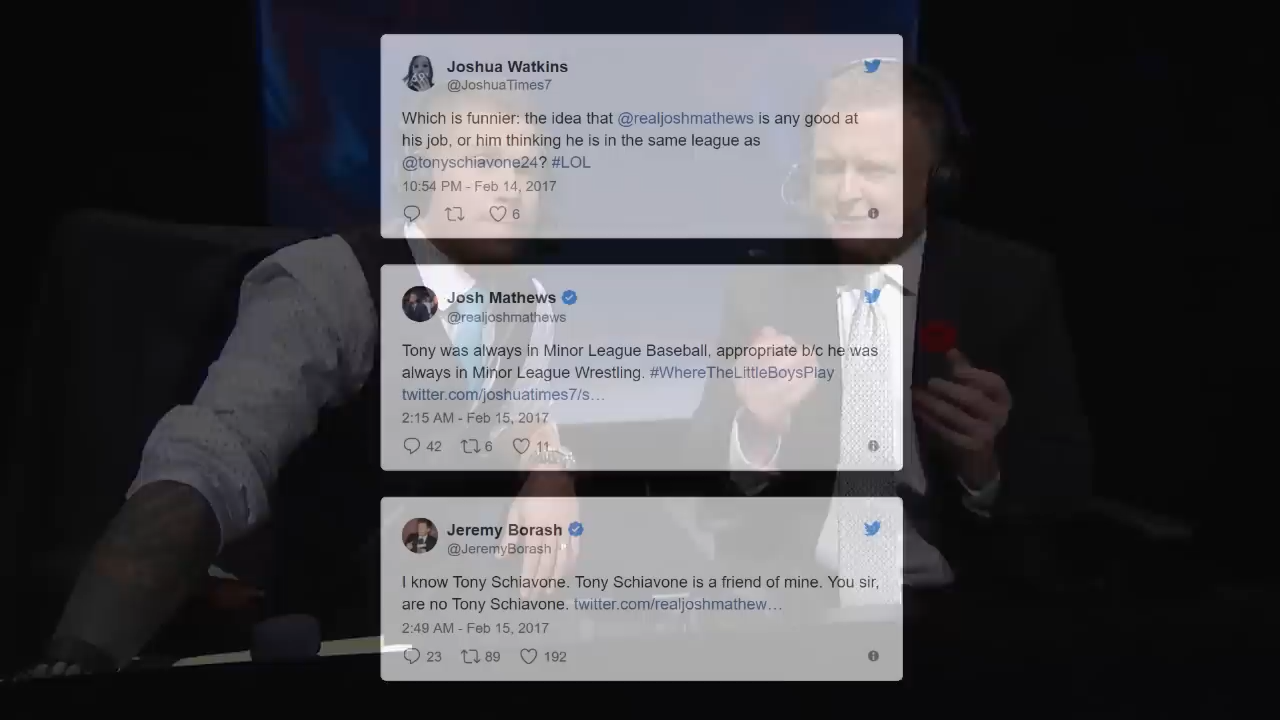 Joshua Watkins
@JoshuaTimes7
Which is funnier: the idea that @realjoshmathews is any good at
his job, or him thinking he is in the same league as
@tonyschiavone24? #LOL
10:54 PM - Feb 14, 2017
6
Josh Mathews
@realjoshmathews
Tony was always in Minor League Baseball, appropriate b/c he was
always in Minor League Wrestling. #WhereTheLittleBoysPlay
twitter.com/joshuatimes7/s…
2:15 AM - Feb 15, 2017
42 6 11
Jeremy Borash
@JeremyBorash
I know Tony Schiavone. Tony Schiavone is a friend of mine. You sir,
are no Tony Schiavone. twitter.com/realjoshmathew…
2:49 AM - Feb 15, 2017
23 89 192